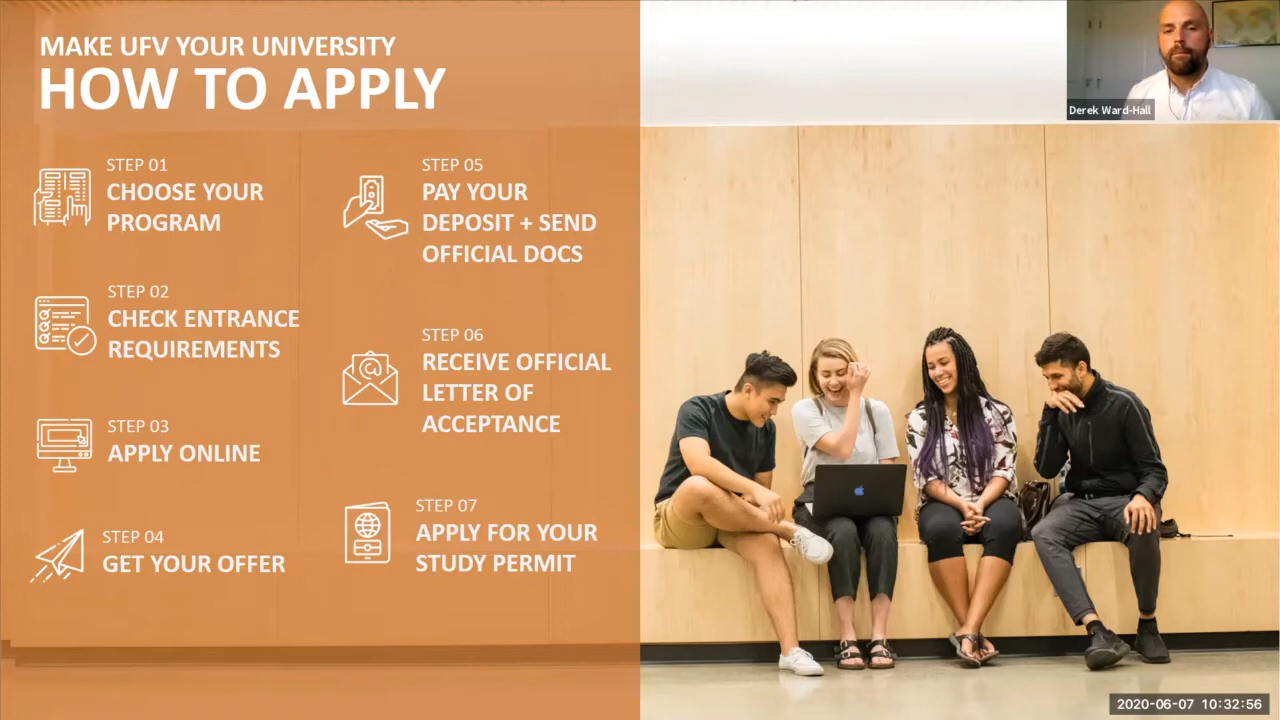 MAKE UFV YOUR UNIVERSITY
HOW TO APPLY
STEP 01
CHOOSE YOUR
PROGRAM
STEP 02
CHECK ENTRANCE
REQUIREMENTS
STEP 03
APPLY ONLINE
STEP 04
GET YOUR OFFER
STEP 05
PAY YOUR
DEPOSIT + SEND
OFFICIAL DOCS
STEP 06
RECEIVE OFFICIAL
LETTER OF
ACCEPTANCE
STEP 07
APPLY FOR YOUR
STUDY PERMIT
Derek Ward-Hall
2020-06-07 10:32:56